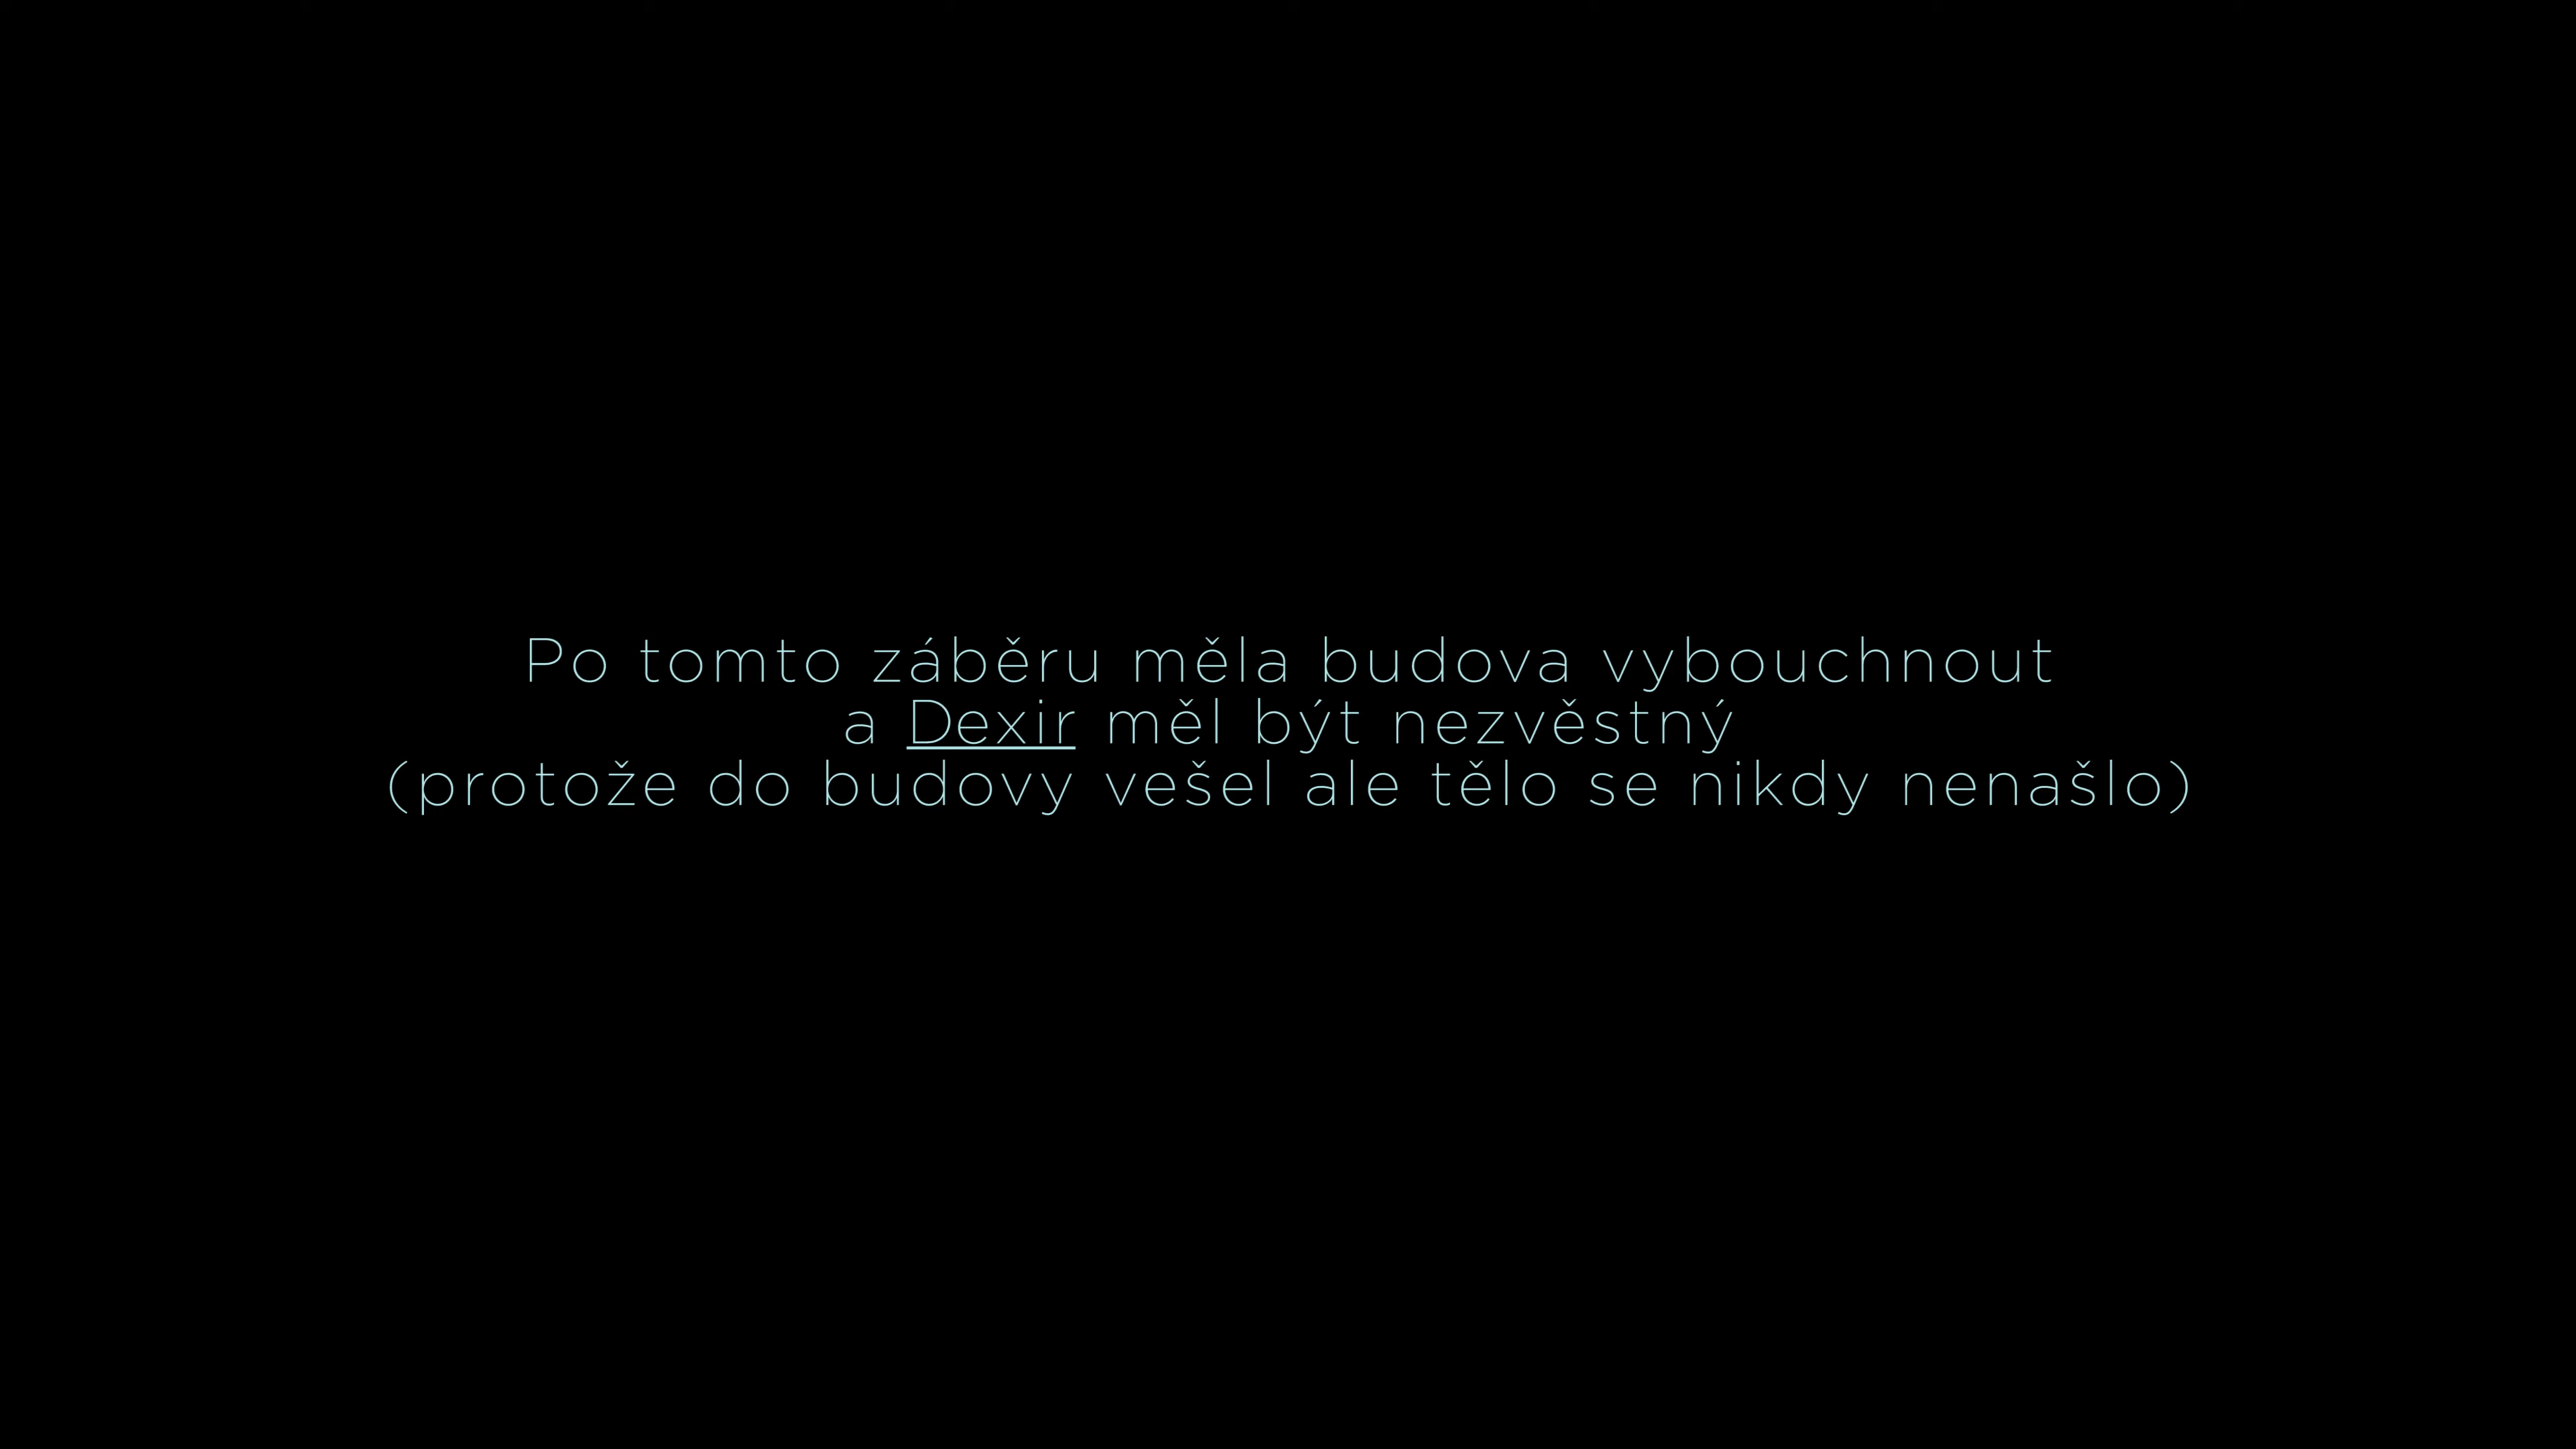 Po tomto záběru měla budova vybouchnout
a Dexir měl být nezvěstný
(protože do budovy vešel ale tělo se nikdy nenašlo)